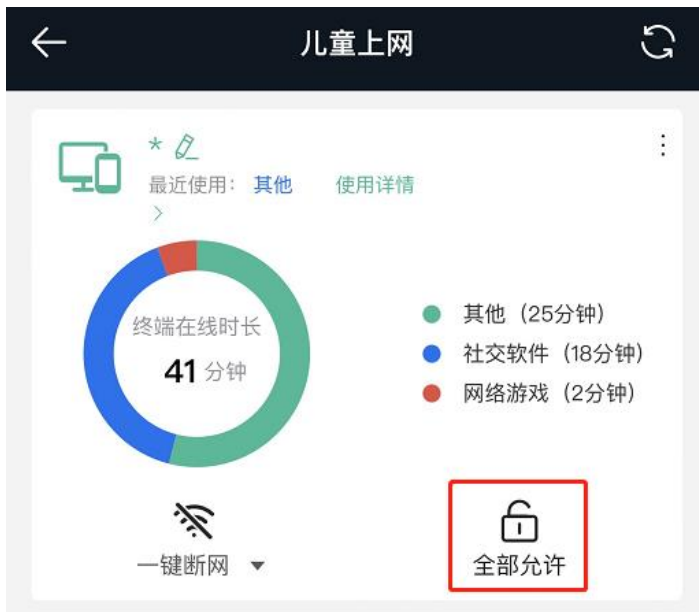 儿童上网
*
最近使用： 其他 使用详情
>
终端在线时长
41 分钟
其他（25分钟）
社交软件（18分钟）
网络游戏（2分钟）
一键断网
全部允许